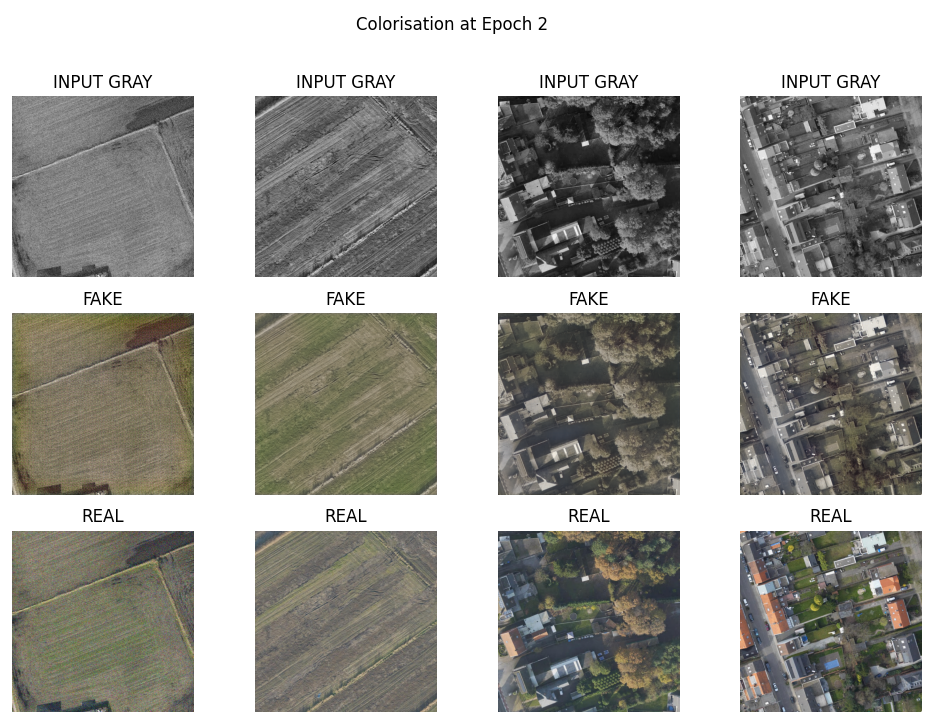 Colorisation at Epoch 2
INPUT GRAY INPUT GRAY INPUT GRAY INPUT GRAY
FAKE FAKE FAKE FAKE
REAL REAL REAL REAL